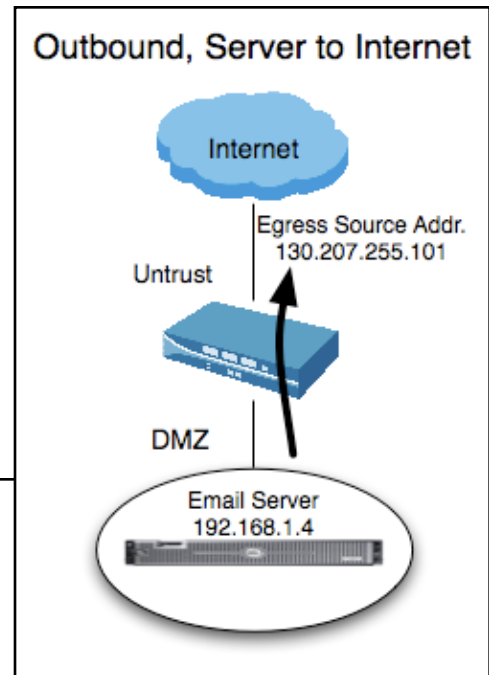 Outbound, Server to Internet
Internet
Egress Source Addr.
130.207.255.101
Untrust
DMZ
Email Server
192.168.1.4